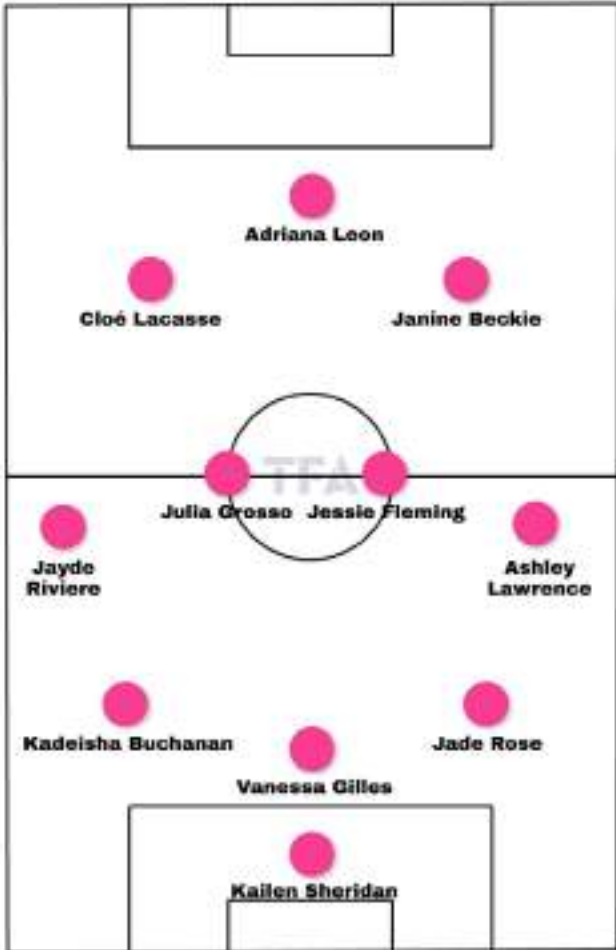 Adriana Leon
Cloé Lacasse
Janine Beckie
TFA
Julia Grosso
Jessie Fleming
Jayde
Riviere
Ashley
Lawrence
Kadeisha Buchanan
Jade Rose
Vanessa Gilles
Kailen Sheridan